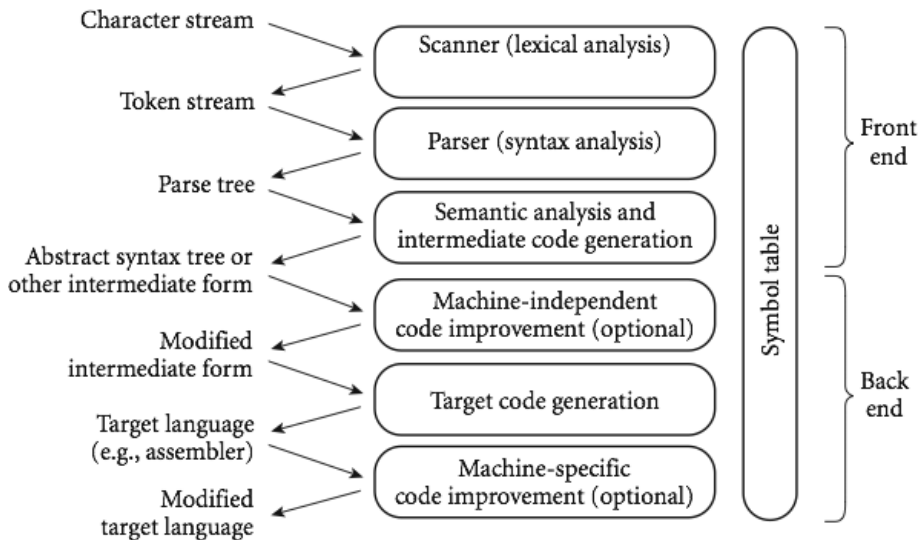 Character stream
Scanner (lexical analysis)
Token stream
Parser (syntax analysis)
Parse tree
Semantic analysis and
intermediate code generation
Abstract syntax tree or
other intermediate form
Machine-independent
code improvement (optional)
Modified
intermediate form
Target code generation
Target language
(e.g., assembler)
Machine-specific
code improvement (optional)
Modified
target language
Symbol table
Front
end
Back
end